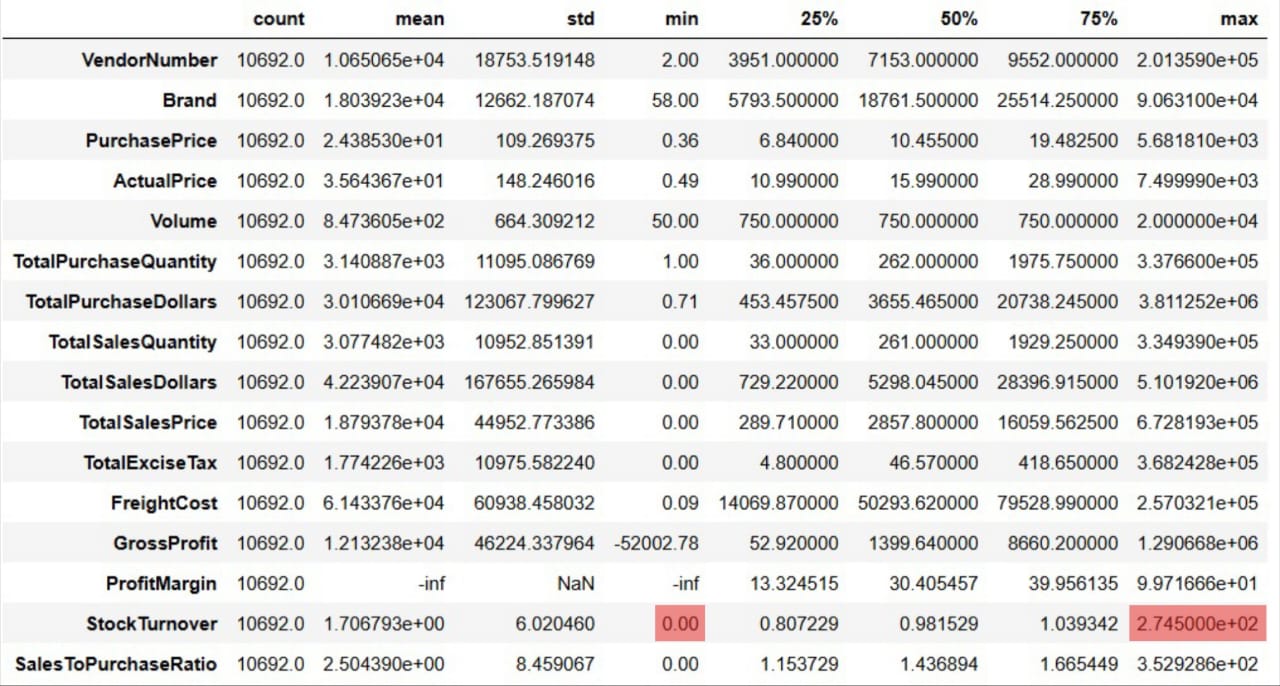 count mean std min 25% 50% 75% max
VendorNumber 10692.0 1.065065e+04 18753.519148 2.00 3951.000000 7153.000000 9552.000000 2.013590e+05
Brand 10692.0 1.803923e+04 12662.187074 58.00 5793.500000 18761.500000 25514.250000 9.063100e+04
PurchasePrice 10692.0 2.438530e+01 109.269375 0.36 6.840000 10.455000 19.482500 5.681810e+03
ActualPrice 10692.0 3.564367e+01 148.246016 0.49 10.990000 15.990000 28.990000 7.499990e+03
Volume 10692.0 8.473605e+02 664.309212 50.00 750.000000 750.000000 750.000000 2.000000e+04
TotalPurchaseQuantity 10692.0 3.140887e+03 11095.086769 1.00 36.000000 262.000000 1975.750000 3.376600e+05
TotalPurchaseDollars 10692.0 3.010669e+04 123067.799627 0.71 453.457500 3655.465000 20738.245000 3.811252e+06
TotalSalesQuantity 10692.0 3.077482e+03 10952.851391 0.00 33.000000 261.000000 1929.250000 3.349390e+05
TotalSalesDollars 10692.0 4.223907e+04 167655.265984 0.00 729.220000 5298.045000 28396.915000 5.101920e+06
TotalSalesPrice 10692.0 1.879378e+04 44952.773386 0.00 289.710000 2857.800000 16059.562500 6.728193e+05
TotalExciseTax 10692.0 1.774226e+03 10975.582240 0.00 4.800000 46.570000 418.650000 3.682428e+05
FreightCost 10692.0 6.143376e+04 60938.458032 0.09 14069.870000 50293.620000 79528.990000 2.570321e+05
GrossProfit 10692.0 1.213238e+04 46224.337964 -52002.78 52.920000 1399.640000 8660.200000 1.290668e+06
ProfitMargin 10692.0 -inf NaN -inf 13.324515 30.405457 39.956135 9.971666e+01
StockTurnover 10692.0 1.706793e+00 6.020460 0.00 0.807229 0.981529 1.039342 2.745000e+02
SalesToPurchaseRatio 10692.0 2.504390e+00 8.459067 0.00 1.153729 1.436894 1.665449 3.529286e+02